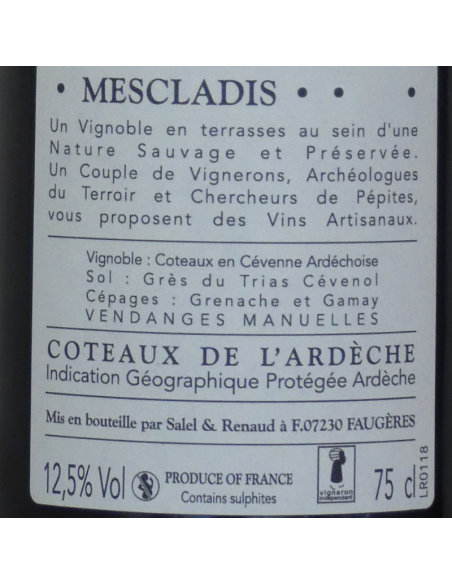 • MESCLADIS • • •
Un Vignoble en terrasses au sein d'une
Nature Sauvage et Préservée.
Un Couple de Vignerons, Archéologues
du Terroir et Chercheurs de Pépites,
vous proposent des Vins Artisanaux.
Vignoble : Coteaux en Cévenne Ardéchoise
Sol : Grès du Trias Cévenol
Cépages : Grenache et Gamay
VENDANGES MANUELLES
COTEAUX DE L'ARDÈCHE
Indication Géographique Protégée Ardèche
Mis en bouteille par Salel & Renaud à F.07230 FAUGÈRES
12,5% Vol
PRODUCE OF FRANCE
Contains sulphites
vigneron
indépendant
75 cl
LR0118